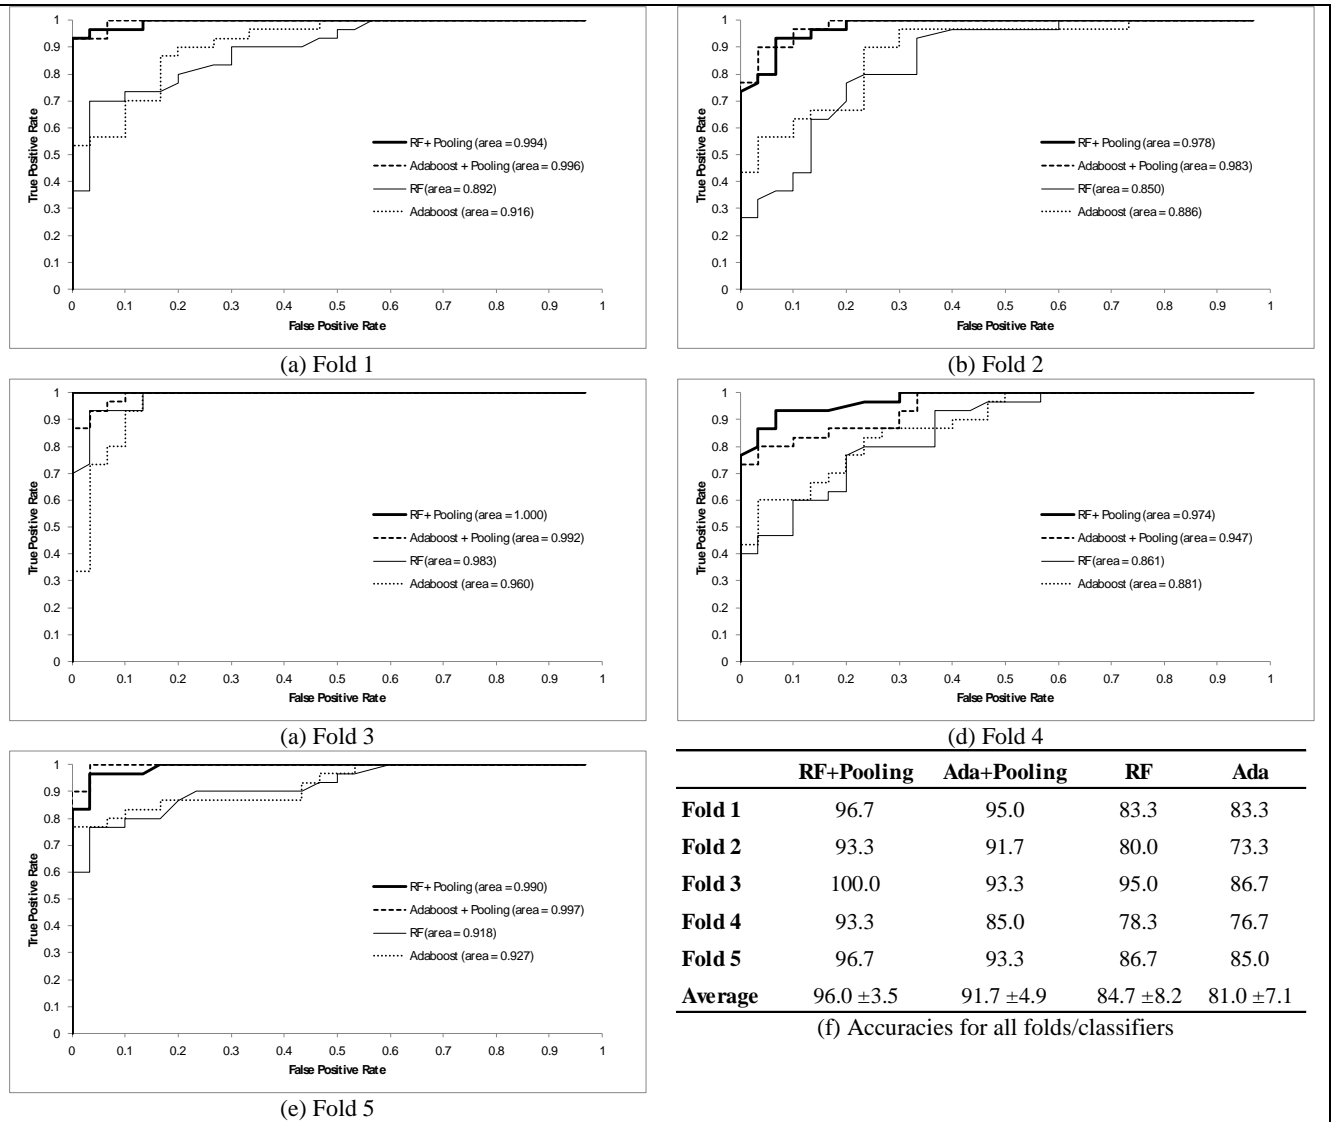 1
0.9
0.8
0.7
0.6
0.5
0.4
0.3
0.2
0.1
0
True Positive Rate
RF+ Pooling (area = 0.994)
Adaboost + Pooling (area = 0.996)
RF(area = 0.892)
Adaboost (area = 0.916)
0 0.1 0.2 0.3 0.4 0.5 0.6 0.7 0.8 0.9 1
False Positive Rate
(a) Fold 1
1
0.9
0.8
0.7
0.6
0.5
0.4
0.3
0.2
0.1
0
True Positive Rate
RF+ Pooling (area = 0.978)
Adaboost + Pooling (area = 0.983)
RF(area = 0.850)
Adaboost (area = 0.886)
0 0.1 0.2 0.3 0.4 0.5 0.6 0.7 0.8 0.9 1
False Positive Rate
(b) Fold 2
1
0.9
0.8
0.7
0.6
0.5
0.4
0.3
0.2
0.1
0
True Positive Rate
RF+ Pooling (area = 1.000)
Adaboost + Pooling (area = 0.992)
RF(area = 0.983)
Adaboost (area = 0.960)
0 0.1 0.2 0.3 0.4 0.5 0.6 0.7 0.8 0.9 1
False Positive Rate
(a) Fold 3
1
0.9
0.8
0.7
0.6
0.5
0.4
0.3
0.2
0.1
0
True Positive Rate
RF+ Pooling (area = 0.974)
Adaboost + Pooling (area = 0.947)
RF(area = 0.861)
Adaboost (area = 0.881)
0 0.1 0.2 0.3 0.4 0.5 0.6 0.7 0.8 0.9 1
False Positive Rate
(d) Fold 4
1
0.9
0.8
0.7
0.6
0.5
0.4
0.3
0.2
0.1
0
True Positive Rate
RF+ Pooling (area = 0.990)
Adaboost + Pooling (area = 0.997)
RF(area = 0.918)
Adaboost (area = 0.927)
0 0.1 0.2 0.3 0.4 0.5 0.6 0.7 0.8 0.9 1
False Positive Rate
(e) Fold 5
RF+Pooling Ada+Pooling RF Ada
Fold 1 96.7 95.0 83.3 83.3
Fold 2 93.3 91.7 80.0 73.3
Fold 3 100.0 93.3 95.0 86.7
Fold 4 93.3 85.0 78.3 76.7
Fold 5 96.7 93.3 86.7 85.0
Average 96.0 ±3.5 91.7 ±4.9 84.7 ±8.2 81.0 ±7.1
(f) Accuracies for all folds/classifiers